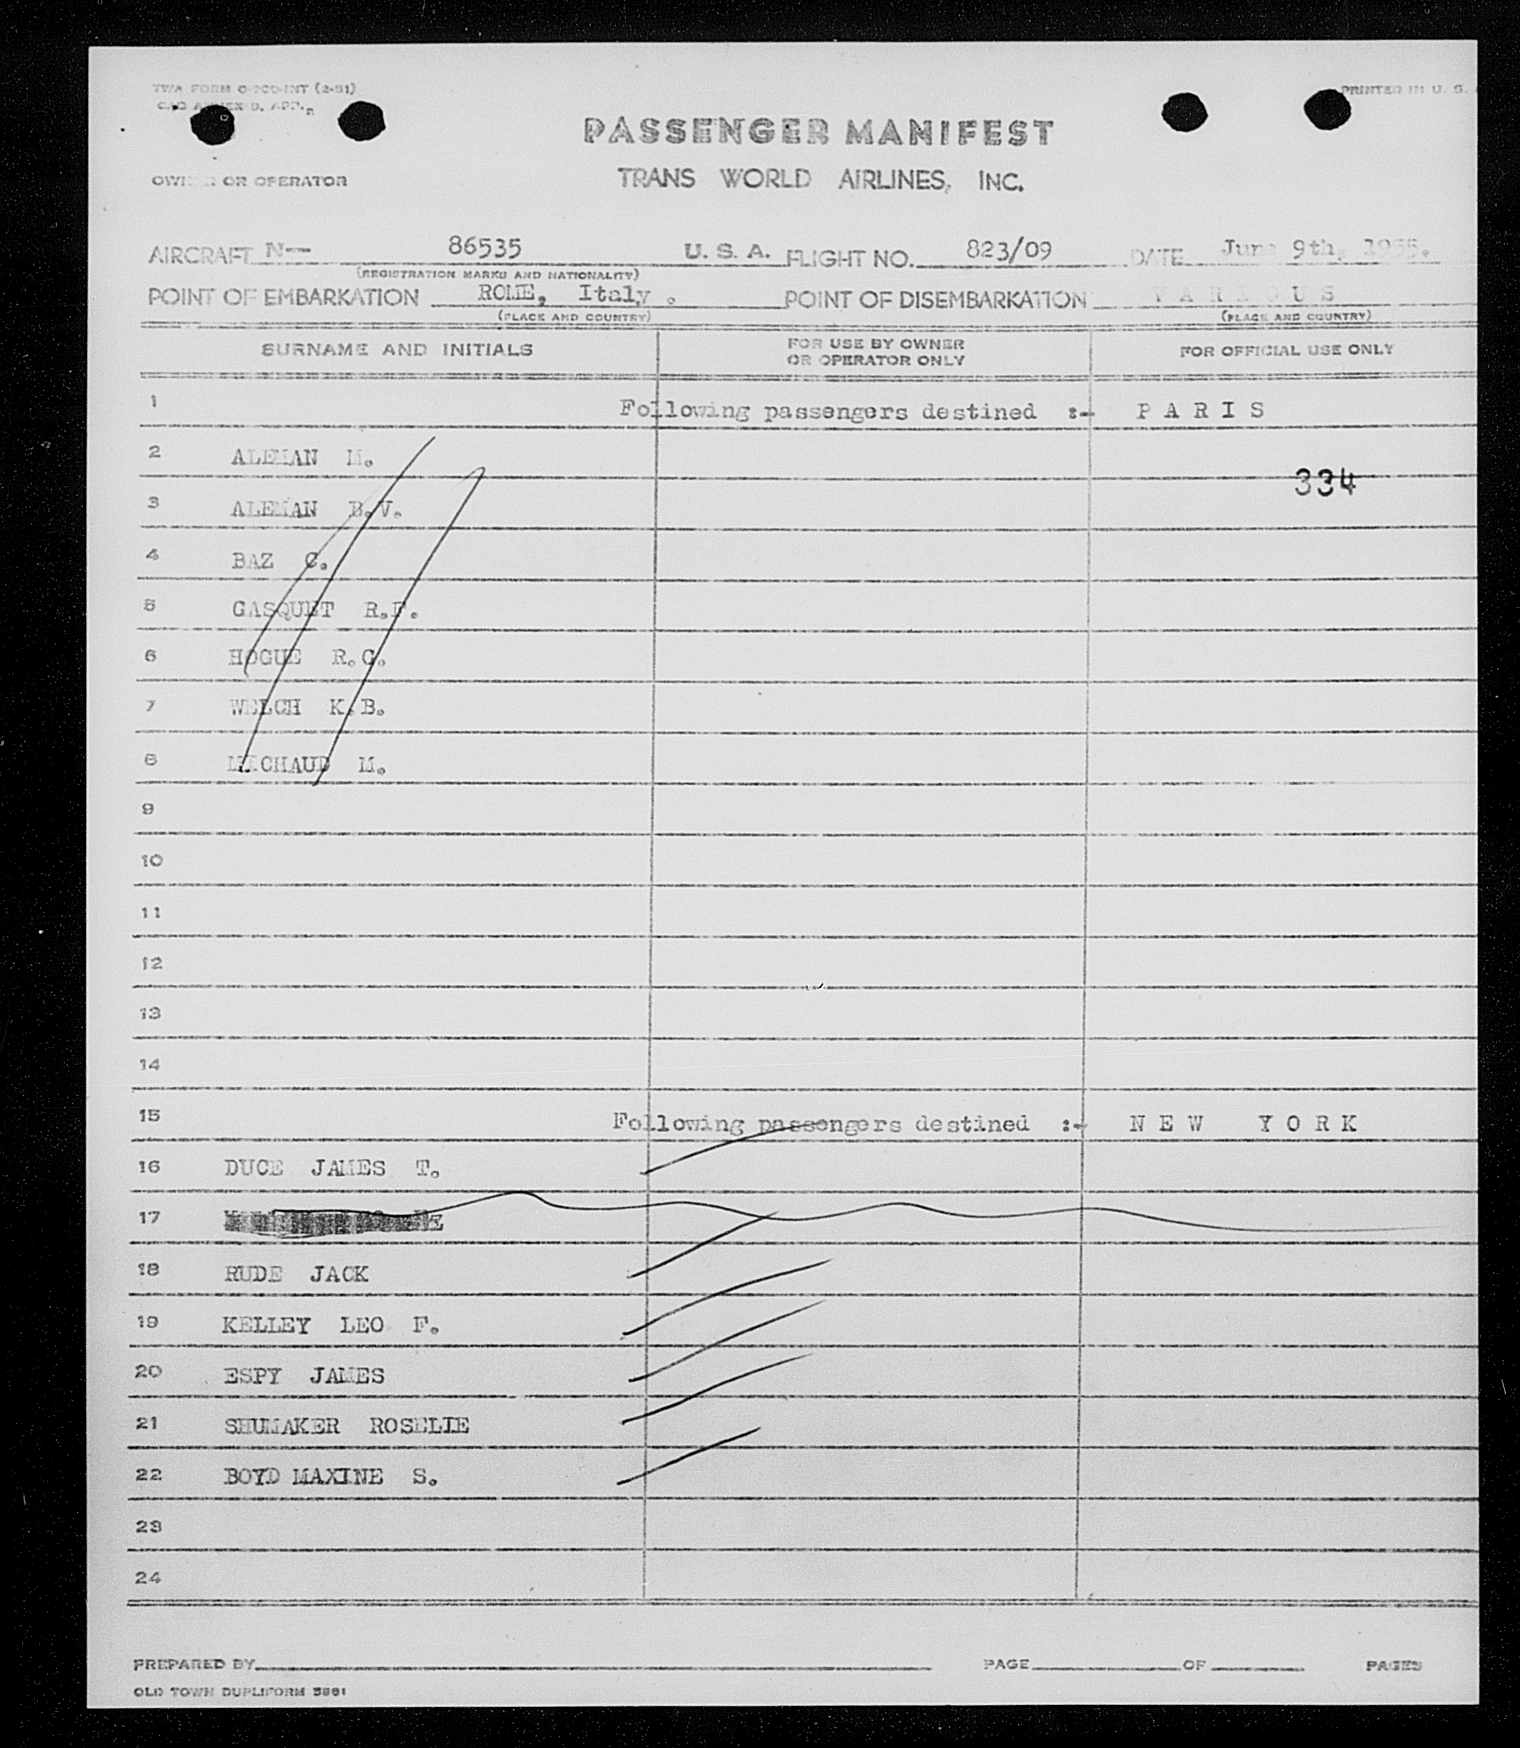 PRINTED IN U. S.
PASSENGER MANIFEST
OWNER OR OPERATOR
TRANS WORLD AIRLINES, INC.
AIRCRAFT N— 86535 U. S. A. FLIGHT NO. 823/09 DATE June 9th, 1955.
(REGISTRATION MARKS AND NATIONALITY)
POINT OF EMBARKATION ROME, Italy . POINT OF DISEMBARKATION V A R I O U S
(PLACE AND COUNTRY) (PLACE AND COUNTRY)
SURNAME AND INITIALS FOR USE BY OWNER OR OPERATOR ONLY FOR OFFICIAL USE ONLY
1 Following passengers destined :- P A R I S
2 ALEMAN M.
334
3 ALEMAN B.V.
4 BAZ C.
5 GASQUET R.F.
6 HOGUE R.C.
7 WELCH K.B.
8 MICHAUD M.
9
10
11
12
13
14
15 Following passengers destined :- N E W Y O R K
16 DUCE JAMES T.
17
18 RUDE JACK
19 KELLEY LEO F.
20 ESPY JAMES
21 SHUMAKER ROSELIE
22 BOYD MAXINE S.
23
24
PREPARED BY PAGE OF PAGES
OLD TOWN DUPLIFORM